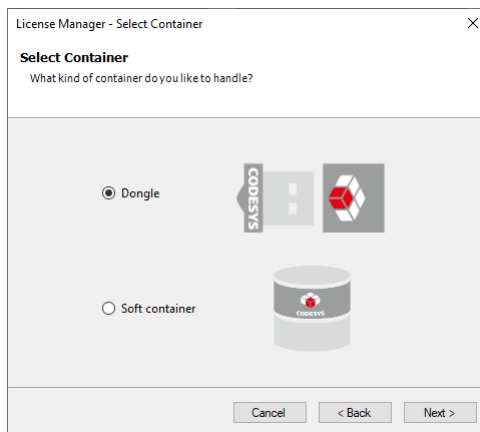 License Manager - Select Container
Select Container
What kind of container do you like to handle?
Dongle
CODESYS
Soft container
CODESYS
Cancel
< Back
Next >